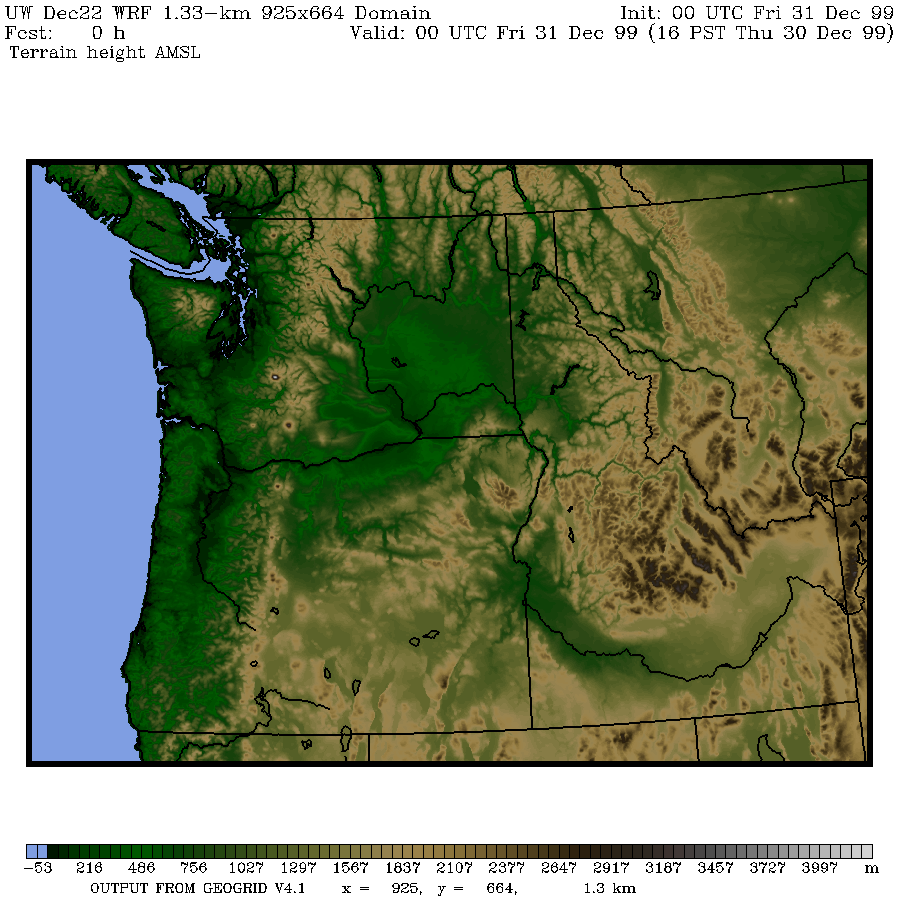 UW Dec22 WRF 1.33-km 925x664 Domain Init: 00 UTC Fri 31 Dec 99
Fcst: 0 h Valid: 00 UTC Fri 31 Dec 99 (16 PST Thu 30 Dec 99)
Terrain height AMSL
-53 216 486 756 1027 1297 1567 1837 2107 2377 2647 2917 3187 3457 3727 3997 m
OUTPUT FROM GEOGRID V4.1 x = 925, y = 664, 1.3 km